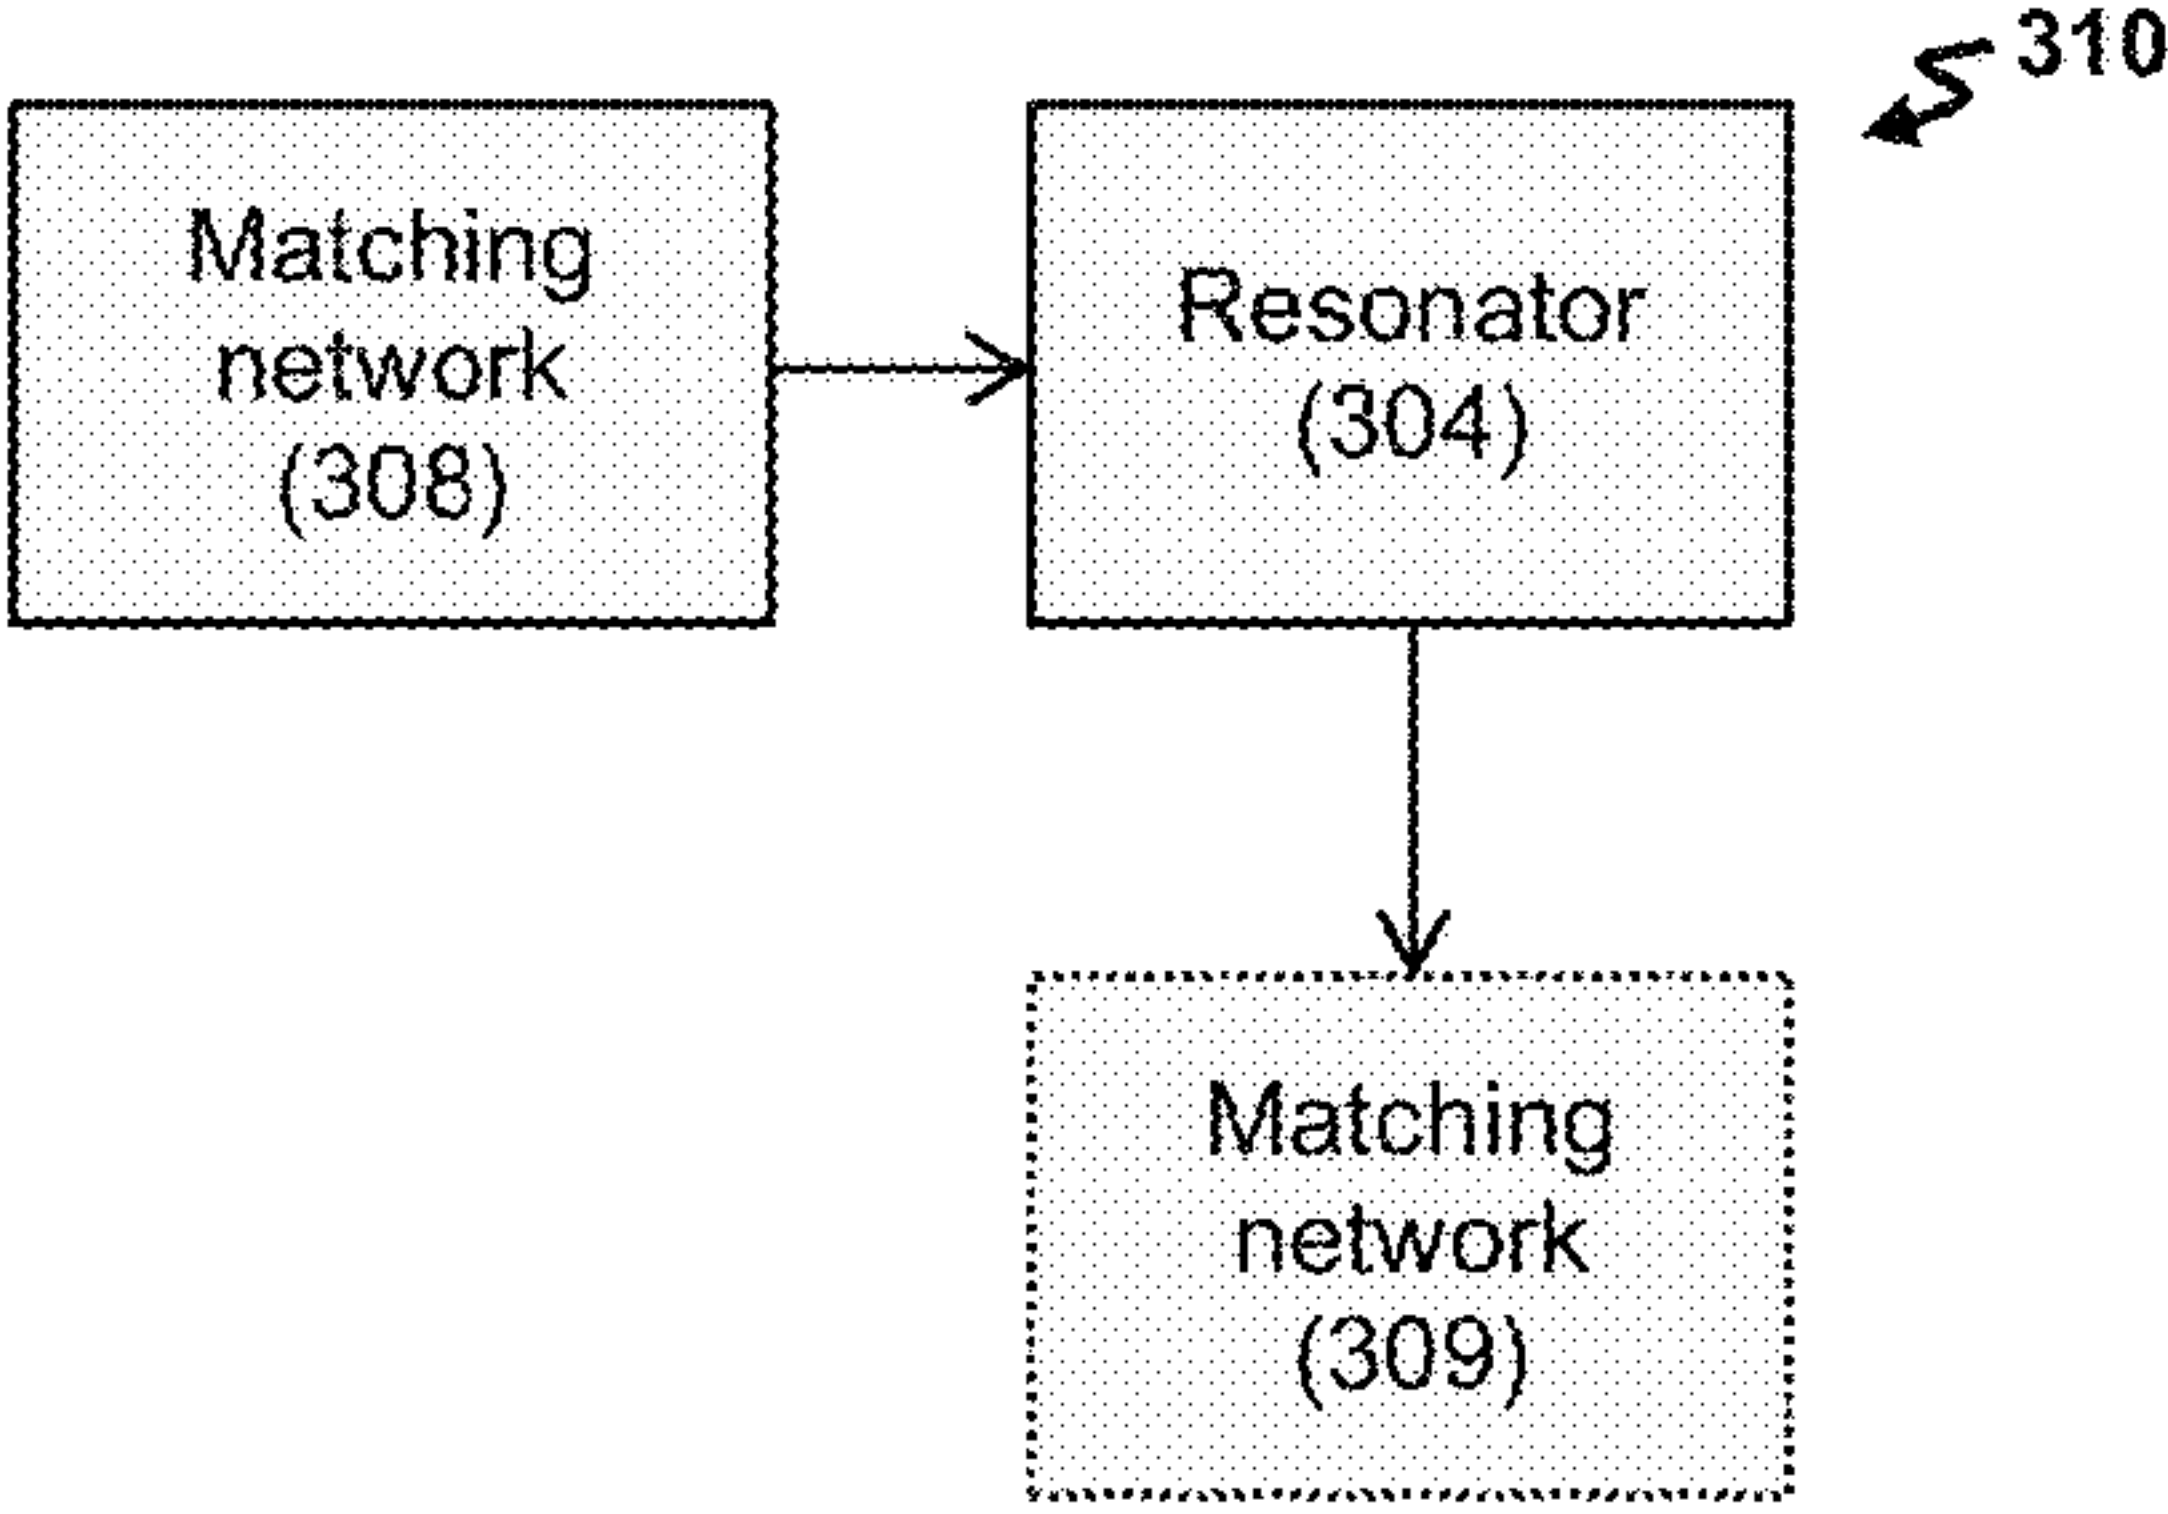 310
Matching
network
(308)
Resonator
(304)
Matching
network
(309)